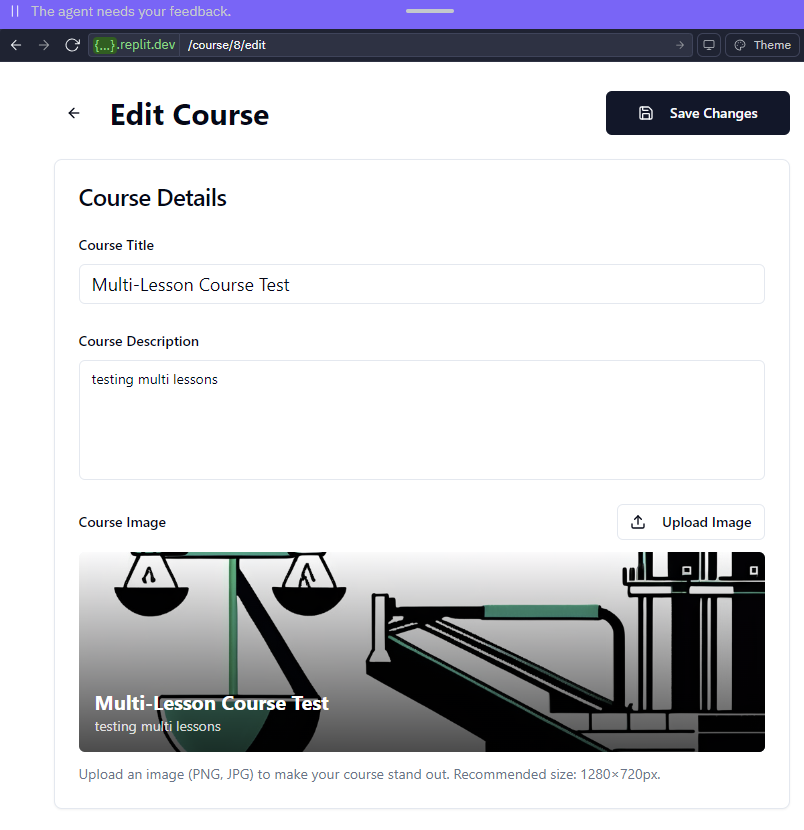 The agent needs your feedback.
{...}.replit.dev /course/8/edit
Theme
Edit Course
Save Changes
Course Details
Course Title
Multi-Lesson Course Test
Course Description
testing multi lessons
Course Image
Upload Image
Multi-Lesson Course Test
testing multi lessons
Upload an image (PNG, JPG) to make your course stand out. Recommended size: 1280×720px.